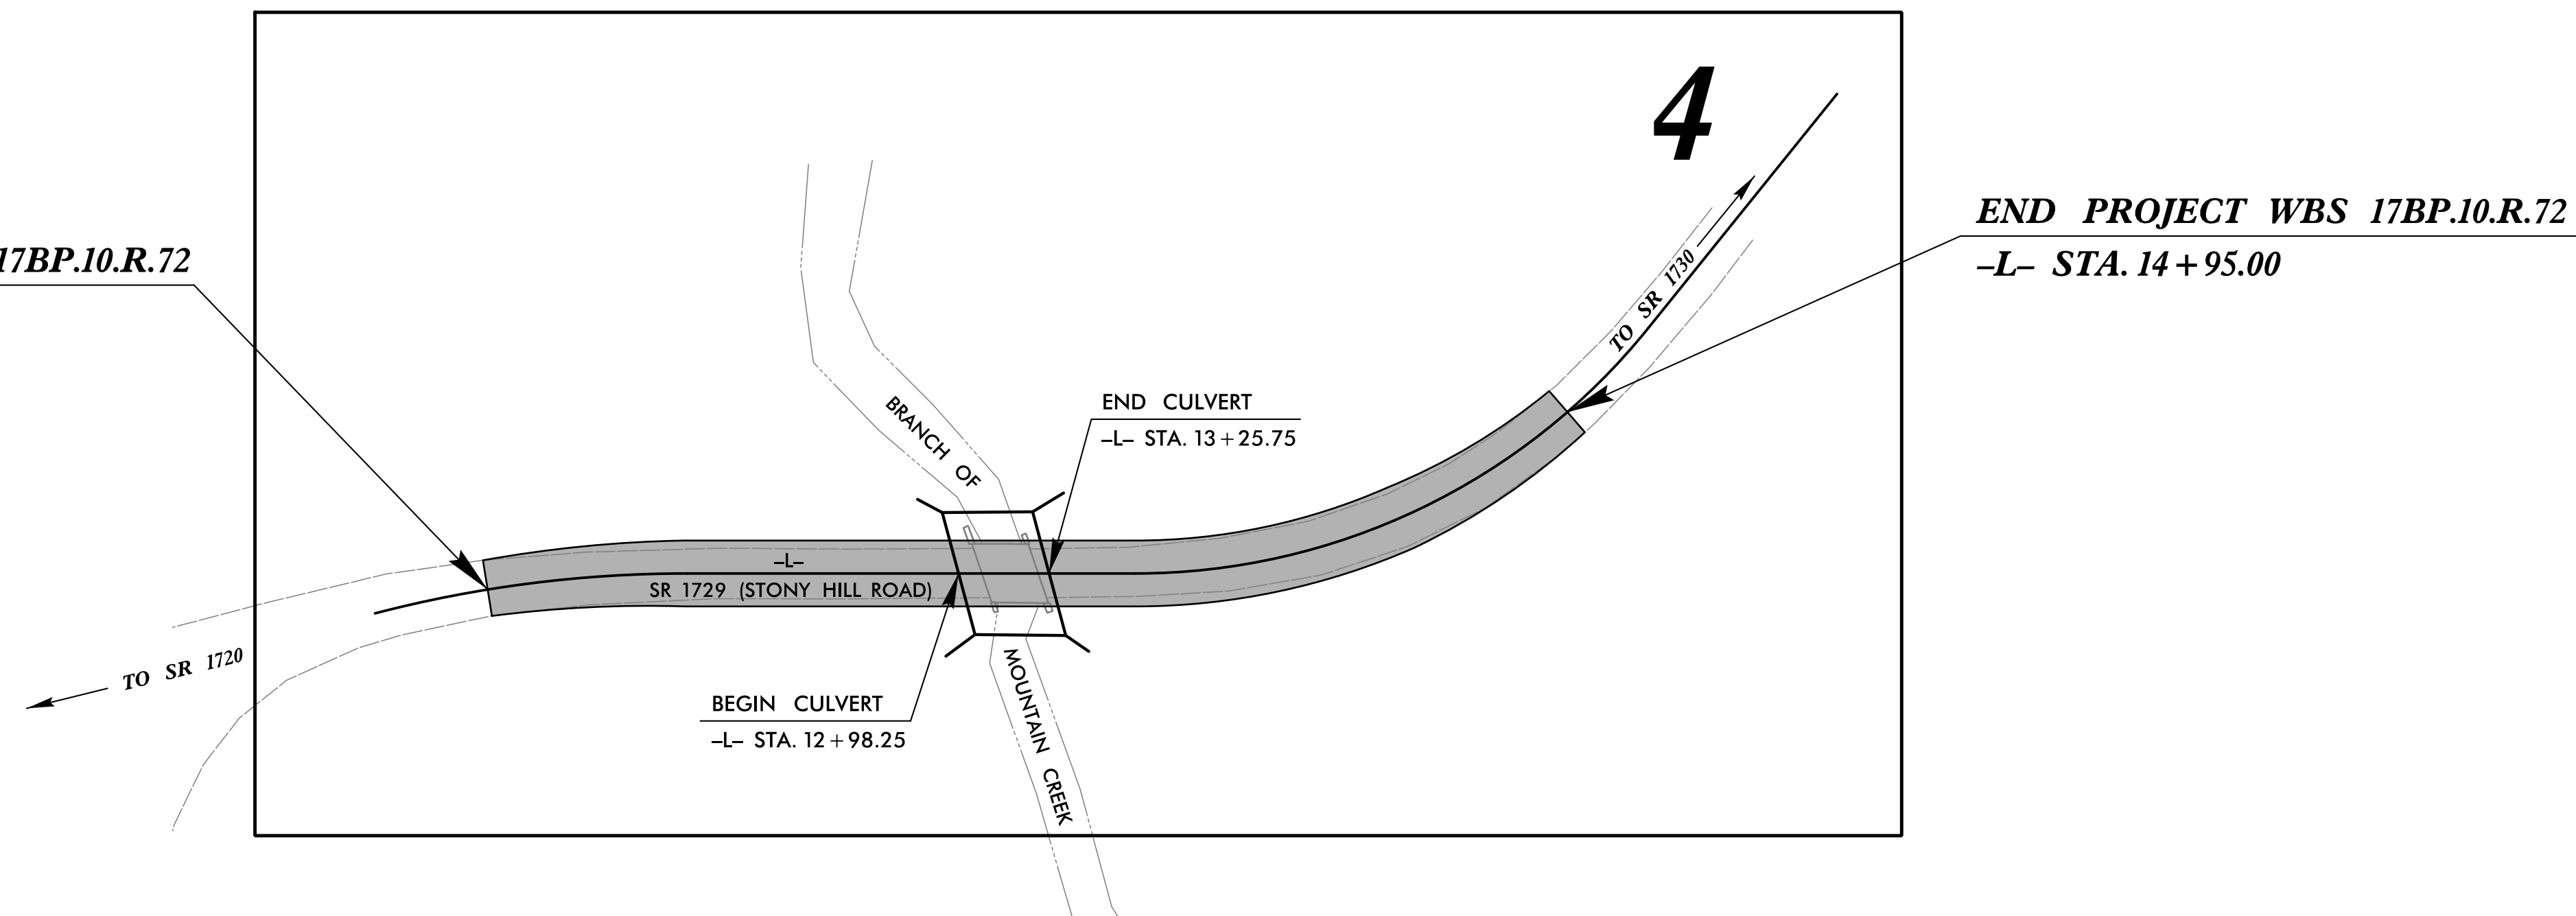 4
17BP.10.R.72
END PROJECT WBS 17BP.10.R.72
–L– STA. 14+95.00
TO SR 1730
END CULVERT
–L– STA. 13+25.75
BRANCH OF
–L–
SR 1729 (STONY HILL ROAD)
TO SR 1720
BEGIN CULVERT
–L– STA. 12+98.25
MOUNTAIN CREEK